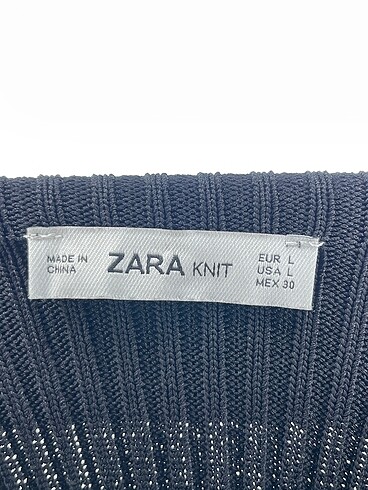 MADE IN
CHINA
ZARA KNIT
EUR L
USA L
MEX 30